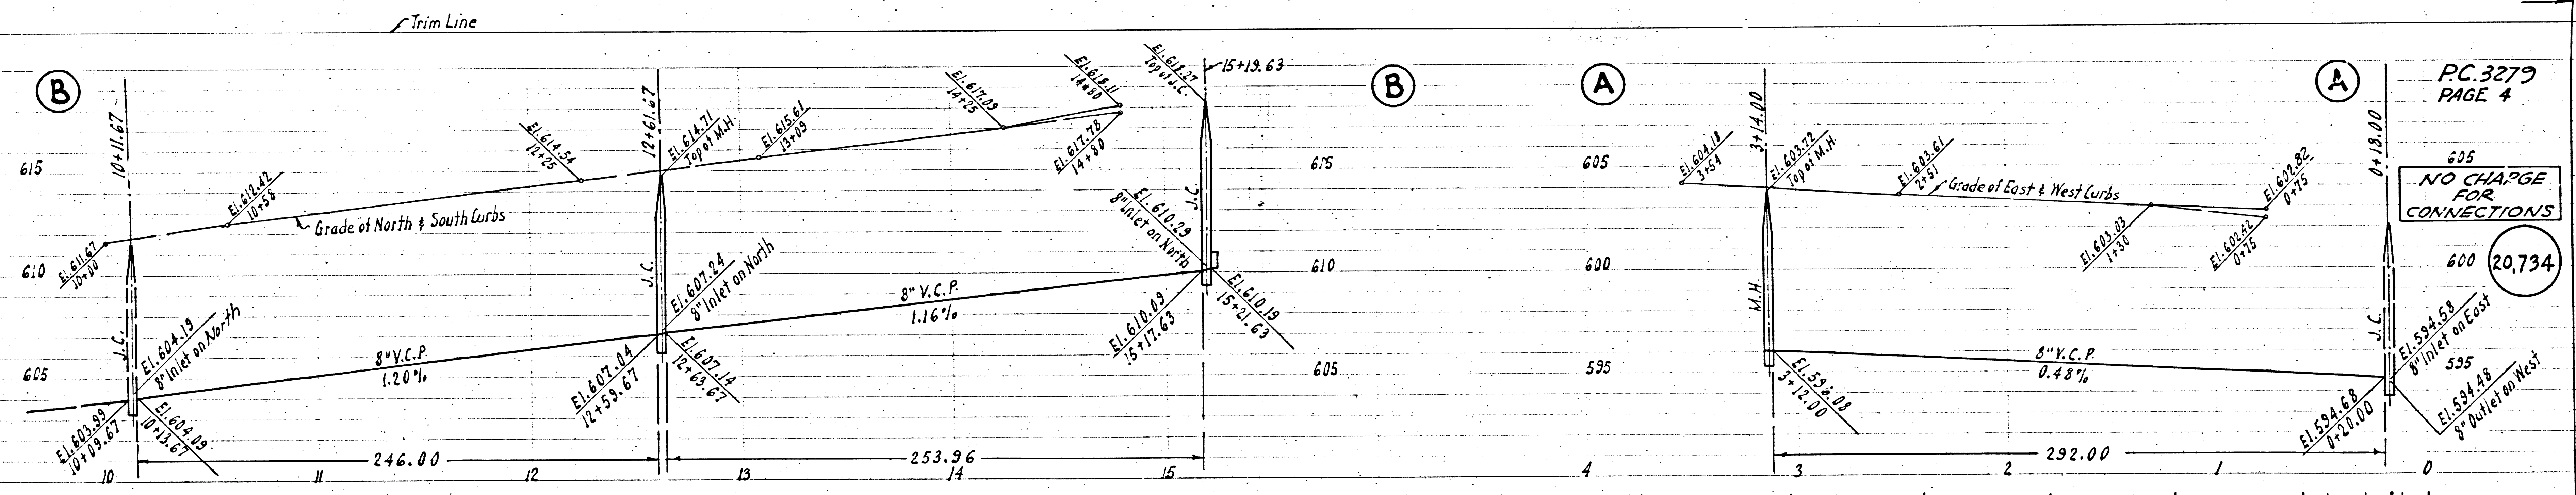 Trim Line
B
10+11.67
615
610
605
El. 611.67
10+00
El. 612.42
10+58
Grade of North & South Curbs
El. 614.54
12+25
12+61.67
El. 614.71
Top of M.H.
El. 615.61
13+09
El. 617.09
14+25
El. 618.11
14+80
El. 617.78
14+80
El. 618.27
Top of J.C.
15+19.63
J.C.
El. 604.19
8" Inlet on North
El. 603.99
10+09.67
El. 604.09
10+13.67
8" V.C.P.
1.20%
J.C.
El. 607.24
8" Inlet on North
El. 607.04
12+59.67
El. 607.14
12+63.67
8" V.C.P.
1.16%
J.C.
El. 610.29
8" Inlet on North
El. 610.09
15+17.63
El. 610.19
15+21.63
246.00
253.96
10 11 12 13 14 15
B
615
610
605
A
605
600
595
3+14.00
El. 604.18
3+54
El. 603.72
Top of M.H.
El. 603.61
2+51
Grade of East & West Curbs
El. 603.03
1+30
El. 602.82
0+75
El. 602.42
0+75
M.H.
El. 596.08
3+12.00
8" V.C.P.
0.48%
292.00
4 3 2 1 0
A
0+18.00
J.C.
El. 594.58
8" Inlet on East
El. 594.48
8" Outlet on West
El. 594.68
0+20.00
P.C. 3279
PAGE 4
605
NO CHARGE
FOR
CONNECTIONS
600
20,734
595